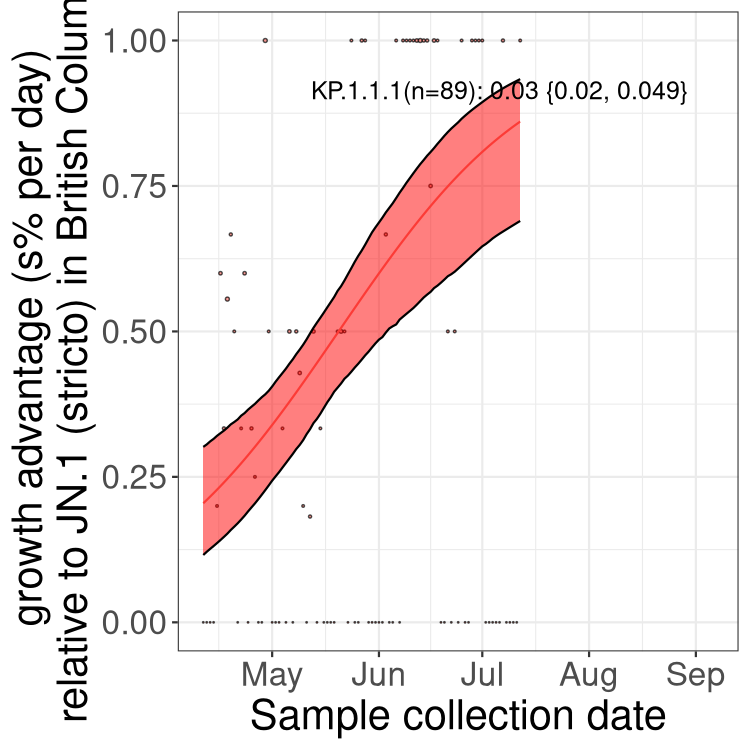 growth advantage (s% per day)
relative to JN.1 (stricto) in British Colum
1.00
0.75
0.50
0.25
0.00
KP.1.1.1(n=89): 0.03 {0.02, 0.049}
May Jun Jul Aug Sep
Sample collection date